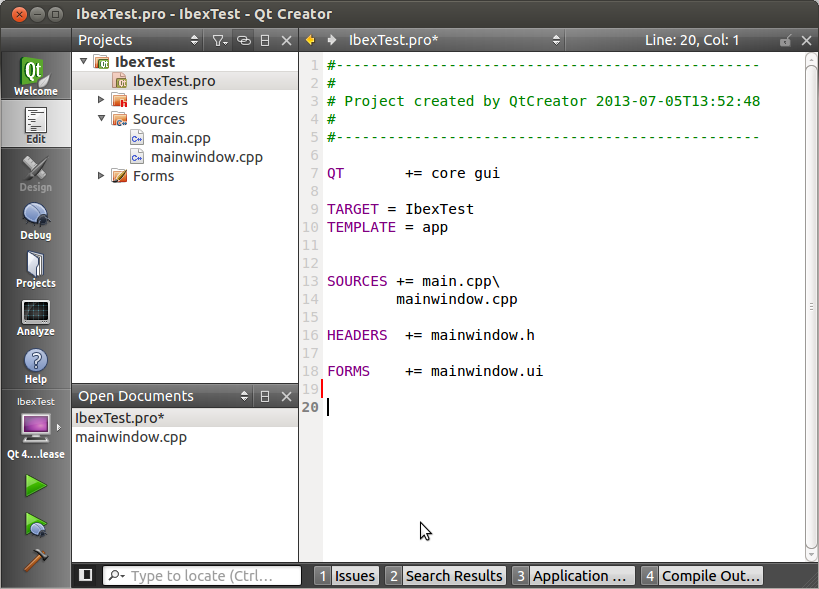 IbexTest.pro - IbexTest - Qt Creator
Projects
IbexTest.pro*
Line: 20, Col: 1
Qt
Welcome
Edit
Design
Debug
Projects
Analyze
Help
IbexTest
Qt 4....lease
IbexTest
IbexTest.pro
Headers
Sources
main.cpp
mainwindow.cpp
Forms
Open Documents
IbexTest.pro*
mainwindow.cpp
1 #--------------------------------------------------
2 #
3 # Project created by QtCreator 2013-07-05T13:52:48
4 #
5 #--------------------------------------------------
6
7 QT       += core gui
8
9 TARGET = IbexTest
10 TEMPLATE = app
11
12
13 SOURCES += main.cpp\
14         mainwindow.cpp
15
16 HEADERS  += mainwindow.h
17
18 FORMS    += mainwindow.ui
19
20
Type to locate (Ctrl...
1 Issues
2 Search Results
3 Application ...
4 Compile Out...